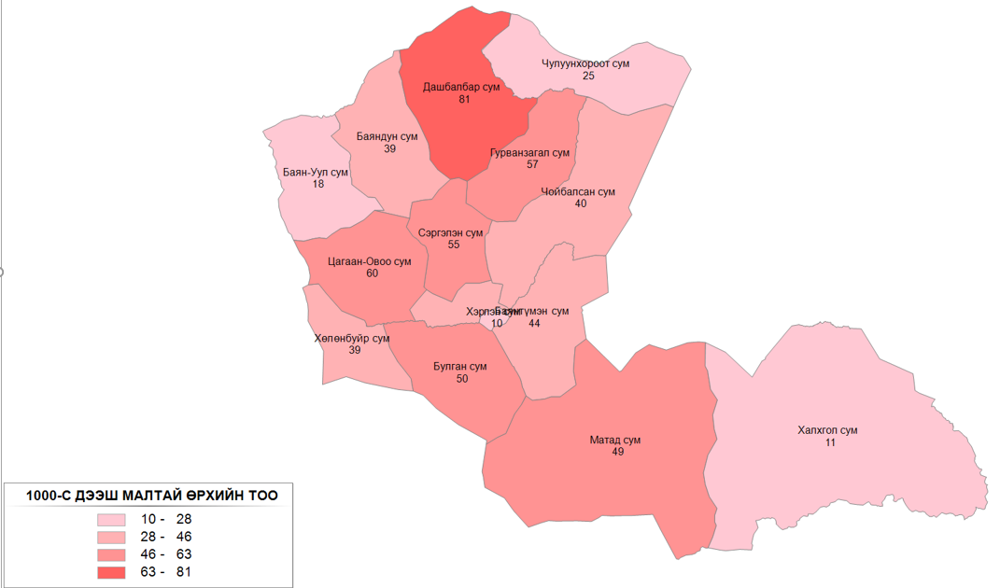 Чулуунхороот сум
25
Дашбалбар сум
81
Баяндун сум
39
Гурванзагал сум
57
Баян-Уул сум
18
Чойбалсан сум
40
Сэргэлэн сум
55
Цагаан-Овоо сум
60
Хэрлэн сум
10
Баянтүмэн сум
44
Хөлөнбуйр сум
39
Булган сум
50
Матад сум
49
Халхгол сум
11
1000-С ДЭЭШ МАЛТАЙ ӨРХИЙН ТОО
10 - 28
28 - 46
46 - 63
63 - 81